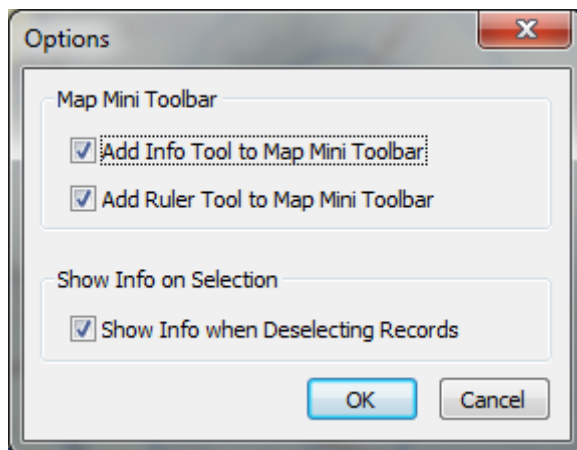 Options
Map Mini Toolbar
Add Info Tool to Map Mini Toolbar
Add Ruler Tool to Map Mini Toolbar
Show Info on Selection
Show Info when Deselecting Records
OK Cancel